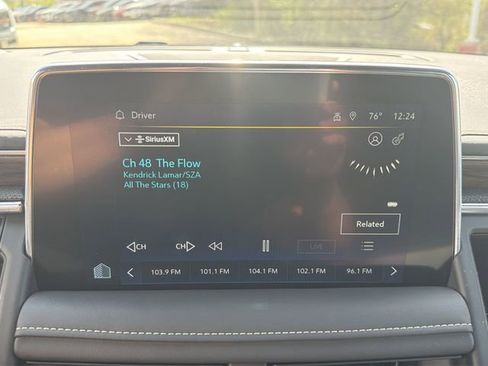 Driver
76° 12:24
SiriusXM
Ch 48 The Flow
Kendrick Lamar/SZA
All The Stars (18)
Related
CH CH LIVE
103.9 FM 101.1 FM 104.1 FM 102.1 FM 96.1 FM